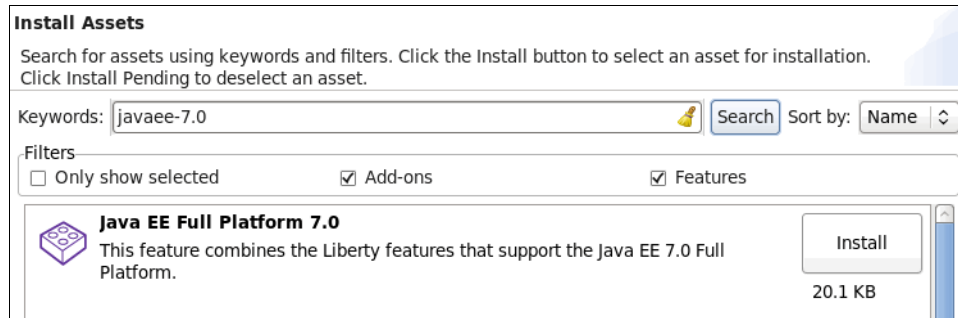 Install Assets
Search for assets using keywords and filters. Click the Install button to select an asset for installation.
Click Install Pending to deselect an asset.
Keywords: javaee-7.0 Search Sort by: Name
Filters
Only show selected Add-ons Features
Java EE Full Platform 7.0
This feature combines the Liberty features that support the Java EE 7.0 Full
Platform.
Install
20.1 KB